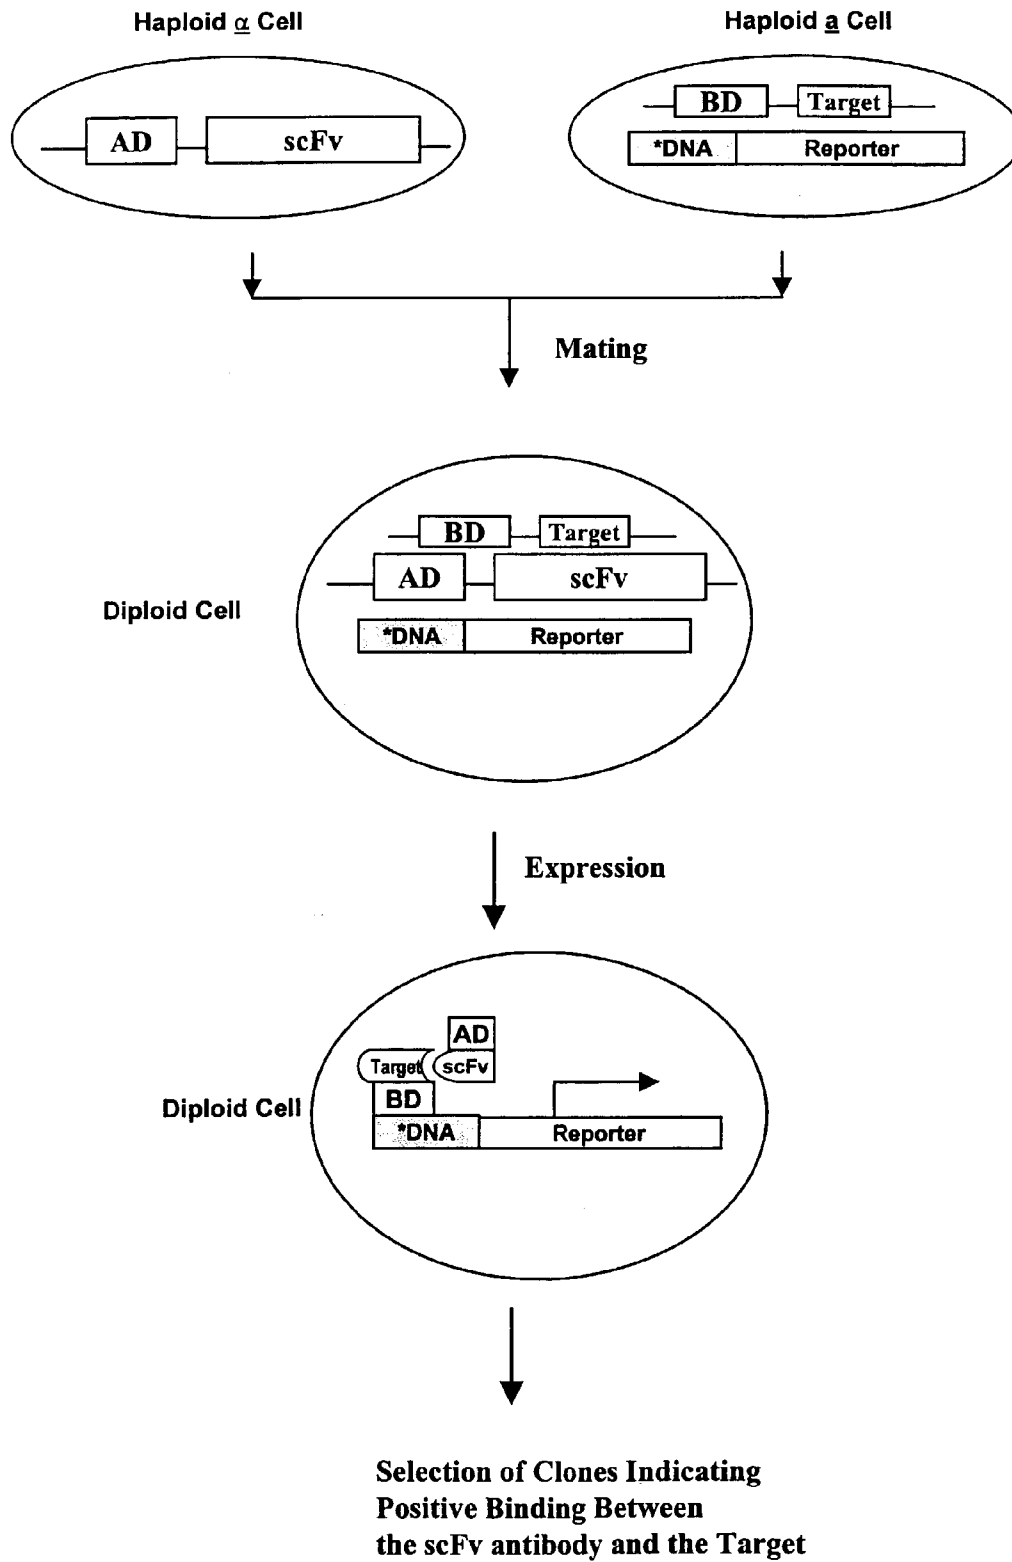 Haploid α Cell
Haploid a Cell
AD
scFv
BD
Target
*DNA
Reporter
Mating
BD
Target
AD
scFv
Diploid Cell
*DNA
Reporter
Expression
AD
Target
scFv
BD
Diploid Cell
*DNA
Reporter
Selection of Clones Indicating
Positive Binding Between
the scFv antibody and the Target